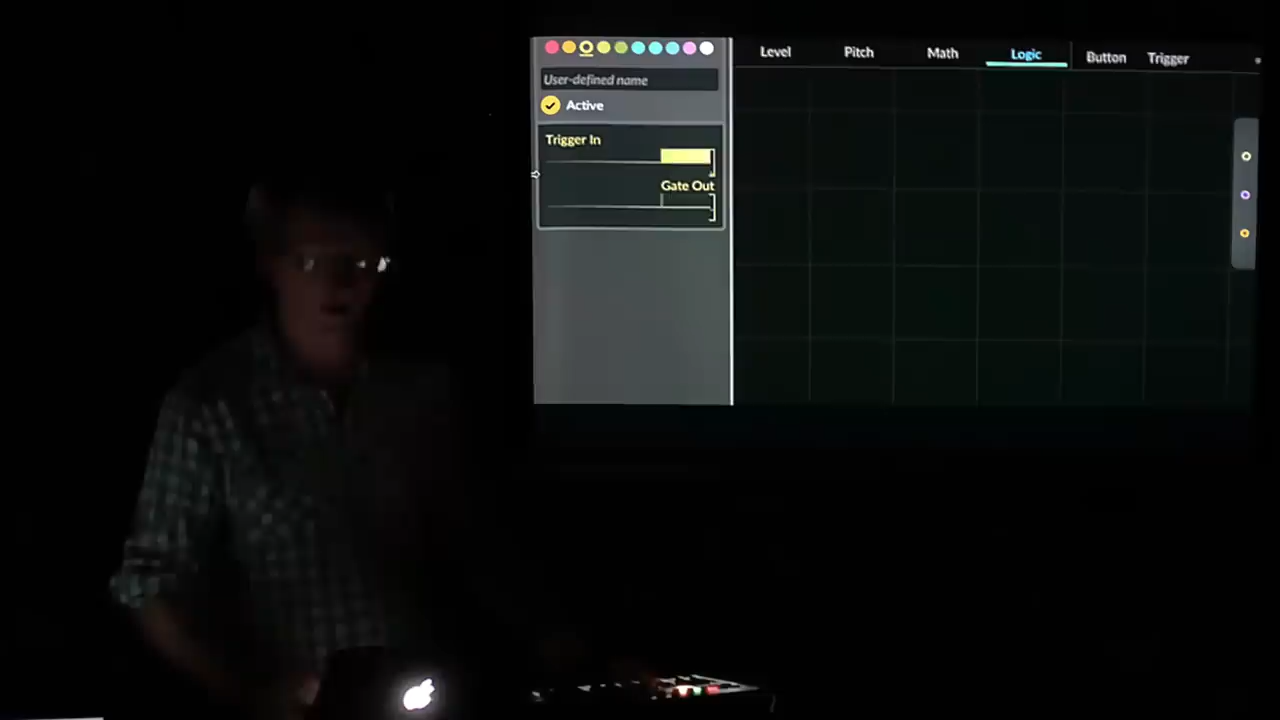 Level Pitch Math Logic Button Trigger
User-defined name
Active
Trigger In
Gate Out